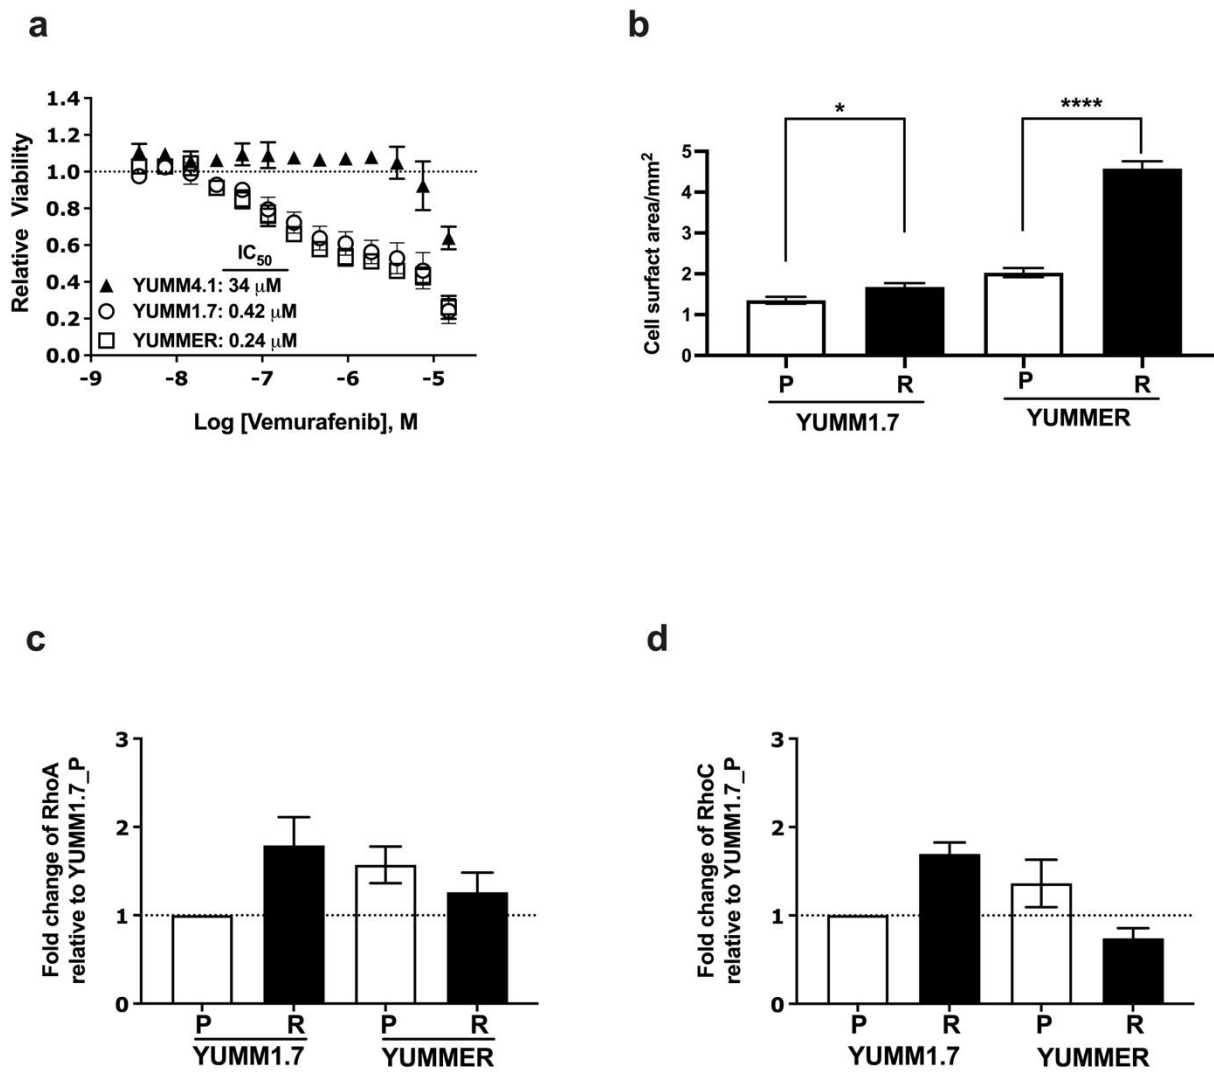 a
1.4
1.2
1.0
0.8
0.6
0.4
0.2
0.0
Relative Viability
IC50
YUMM4.1: 34 μM
YUMM1.7: 0.42 μM
YUMMER: 0.24 μM
-9 -8 -7 -6 -5
Log [Vemurafenib], M
b
* ****
5
4
3
2
1
0
Cell surfact area/mm2
P R P R
YUMM1.7 YUMMER
c
3
2
1
0
Fold change of RhoA
relative to YUMM1.7_P
P R P R
YUMM1.7 YUMMER
d
3
2
1
0
Fold change of RhoC
relative to YUMM1.7_P
P R P R
YUMM1.7 YUMMER